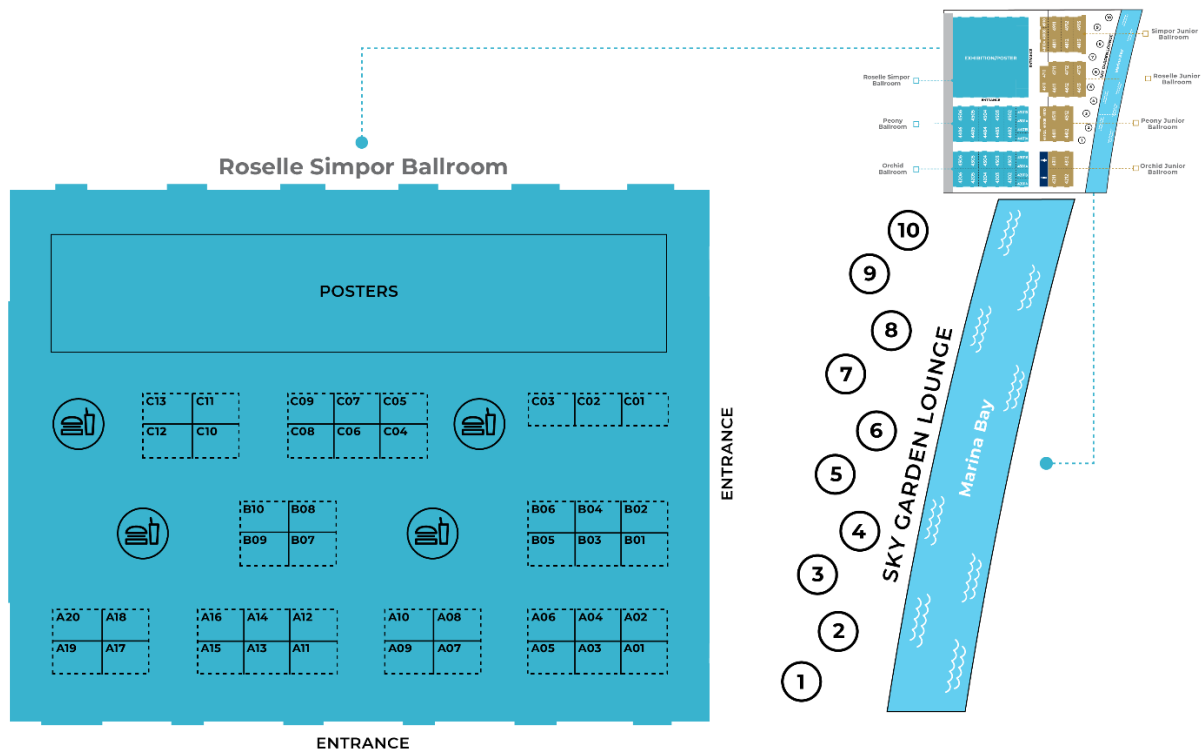 Simpor Junior
Ballroom
EXHIBITION/POSTER
ENTRANCE
Roselle Simpor
Ballroom
Roselle Junior
Ballroom
ENTRANCE
Peony
Ballroom
Peony Junior
Ballroom
Orchid
Ballroom
Orchid Junior
Ballroom
Roselle Simpor Ballroom
POSTERS
C13 C11 C09 C07 C05 C03 C02 C01
C12 C10 C08 C06 C04
B10 B08 B06 B04 B02
B09 B07 B05 B03 B01
A20 A18 A16 A14 A12 A10 A08 A06 A04 A02
A19 A17 A15 A13 A11 A09 A07 A05 A03 A01
ENTRANCE
ENTRANCE
10
9
8
7
6
5
4
3
2
1
SKY GARDEN LOUNGE
Marina Bay